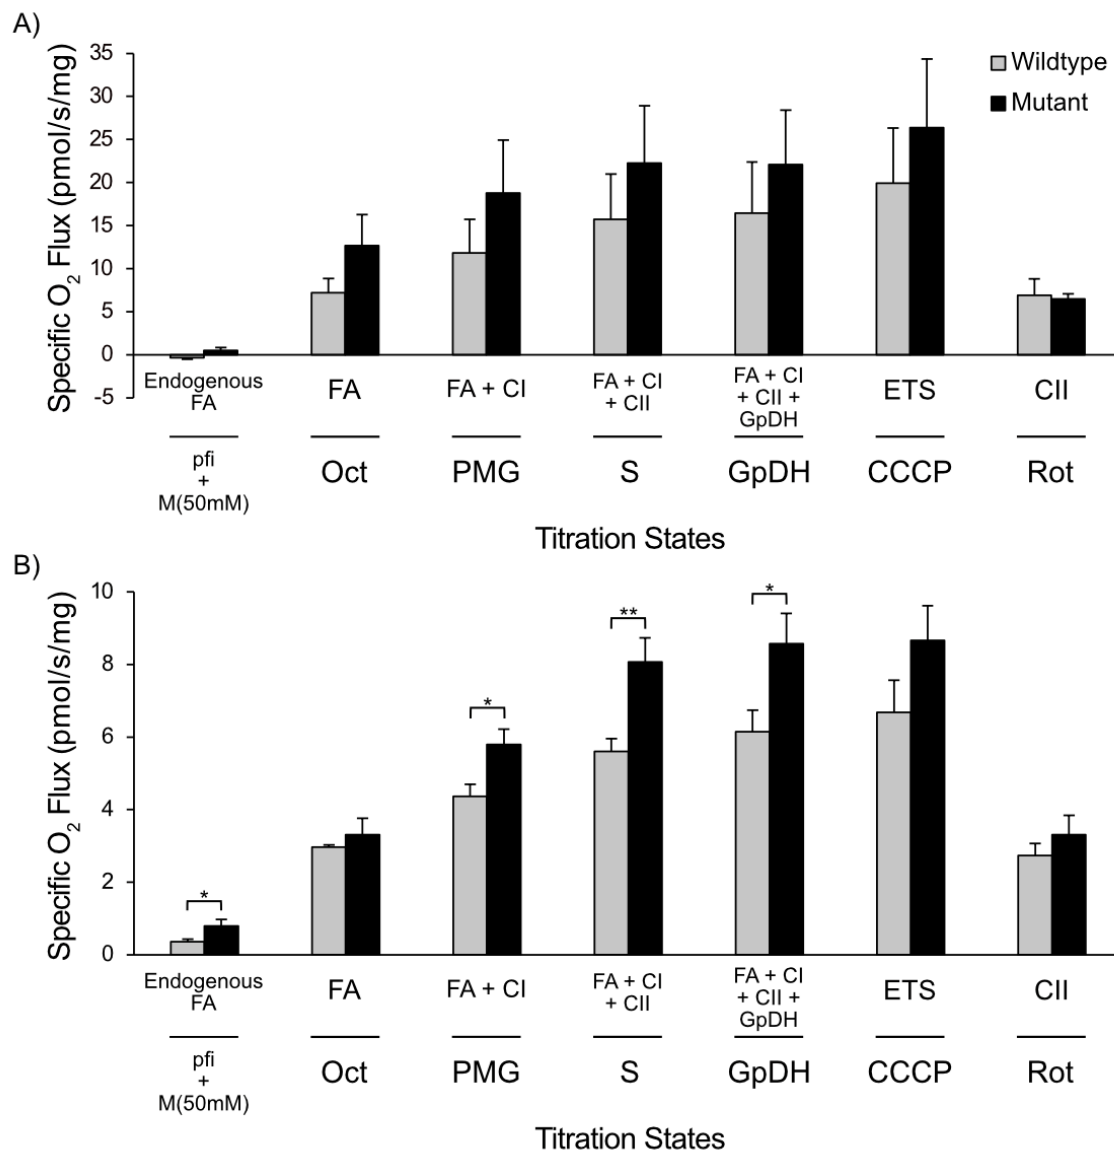 A)
Specific O₂ Flux (pmol/s/mg)
35
30
25
20
15
10
5
0
-5
Wildtype
Mutant
Endogenous
FA
FA
FA + CI
FA + CI
+ CII
FA + CI
+ CII +
GpDH
ETS
CII
pfi
+
M(50mM)
Oct
PMG
S
GpDH
CCCP
Rot
Titration States
B)
Specific O₂ Flux (pmol/s/mg)
10
8
6
4
2
0
*
*
**
*
Endogenous
FA
FA
FA + CI
FA + CI
+ CII
FA + CI
+ CII +
GpDH
ETS
CII
pfi
+
M(50mM)
Oct
PMG
S
GpDH
CCCP
Rot
Titration States